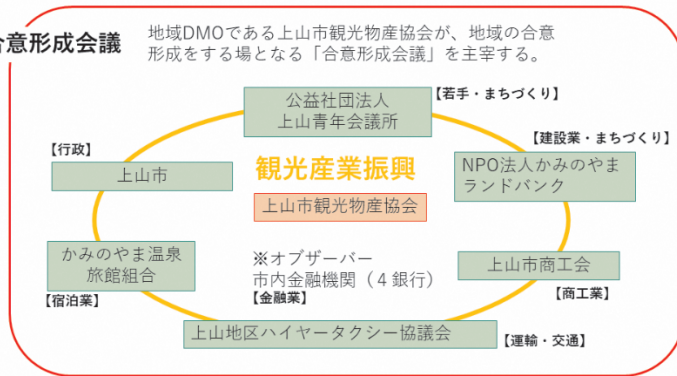 合意形成会議
地域DMOである上山市観光物産協会が、地域の合意
形成をする場となる「合意形成会議」を主宰する。
公益社団法人
上山青年会議所
【若手・まちづくり】
【行政】
上山市
観光産業振興
上山市観光物産協会
【建設業・まちづくり】
NPO法人かみのやま
ランドバンク
かみのやま温泉
旅館組合
【宿泊業】
※オブザーバー
市内金融機関（４銀行）
【金融業】
上山市商工会
【商工業】
上山地区ハイヤータクシー協議会
【運輸・交通】